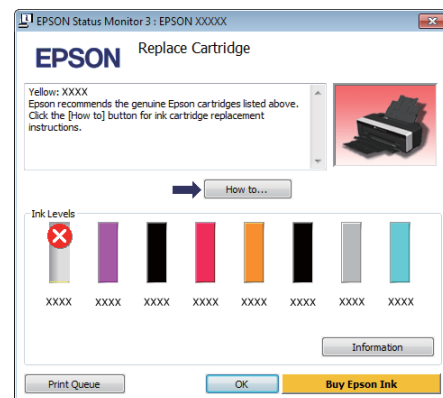 EPSON Status Monitor 3 : EPSON XXXXX
EPSON
Replace Cartridge
Yellow: XXXX
Epson recommends the genuine Epson cartridges listed above.
Click the [How to] button for ink cartridge replacement
instructions.
How to...
Ink Levels
XXXX XXXX XXXX XXXX XXXX XXXX XXXX XXXX
Information
Print Queue OK Buy Epson Ink